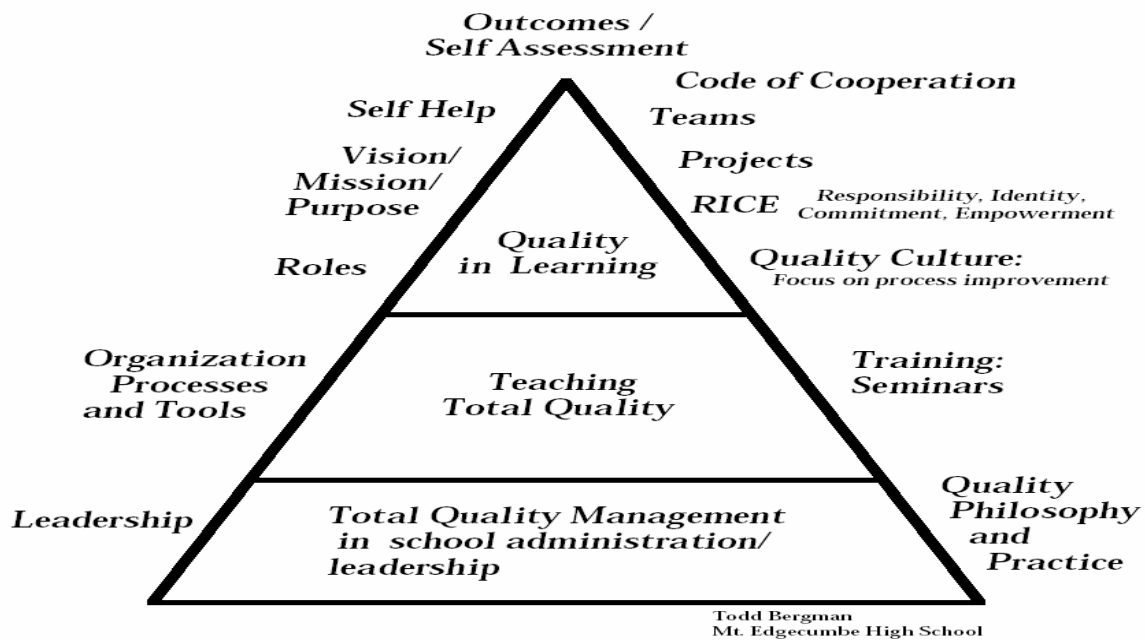 Outcomes /
Self Assessment
Code of Cooperation
Self Help
Teams
Vision/
Mission/
Purpose
Projects
RICE
Responsibility, Identity,
Commitment, Empowerment
Quality
in Learning
Roles
Quality Culture:
Focus on process improvement
Organization
Processes
and Tools
Teaching
Total Quality
Training:
Seminars
Leadership
Total Quality Management
in school administration/
leadership
Quality
Philosophy
and
Practice
Todd Bergman
Mt. Edgecumbe High School